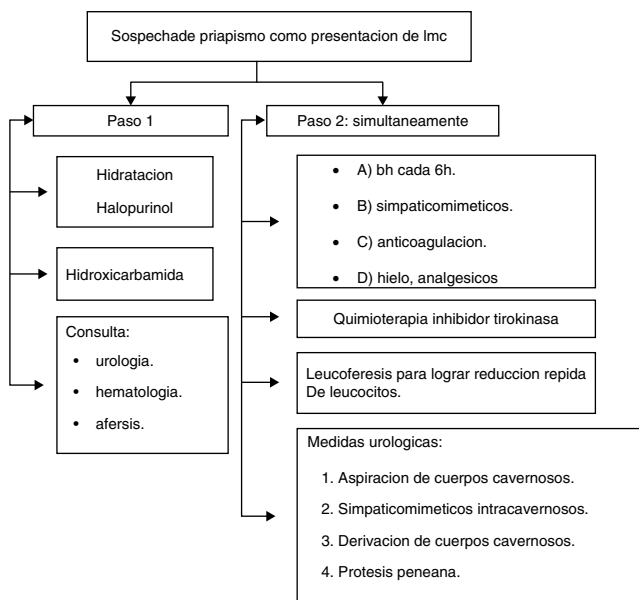 Sospechade priapismo como presentacion de lmc
Paso 1
Hidratacion
Halopurinol
Hidroxicarbamida
Consulta:
• urologia.
• hematologia.
• afersis.
Paso 2: simultaneamente
• A) bh cada 6h.
• B) simpaticomimeticos.
• C) anticoagulacion.
• D) hielo, analgesicos
Quimioterapia inhibidor tirokinasa
Leucoferesis para lograr reduccion repida
De leucocitos.
Medidas urologicas:
1. Aspiracion de cuerpos cavernosos.
2. Simpaticomimeticos intracavernosos.
3. Derivacion de cuerpos cavernosos.
4. Protesis peneana.